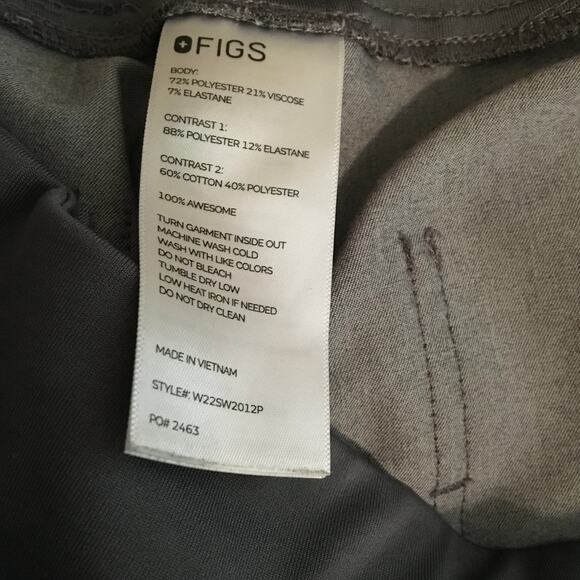 FIGS
BODY:
72% POLYESTER 21% VISCOSE
7% ELASTANE
CONTRAST 1:
88% POLYESTER 12% ELASTANE
CONTRAST 2:
60% COTTON 40% POLYESTER
100% AWESOME
TURN GARMENT INSIDE OUT
MACHINE WASH COLD
WASH WITH LIKE COLORS
DO NOT BLEACH
TUMBLE DRY LOW
LOW HEAT IRON IF NEEDED
DO NOT DRY CLEAN
MADE IN VIETNAM
STYLE#: W22SW2012P
PO# 2463